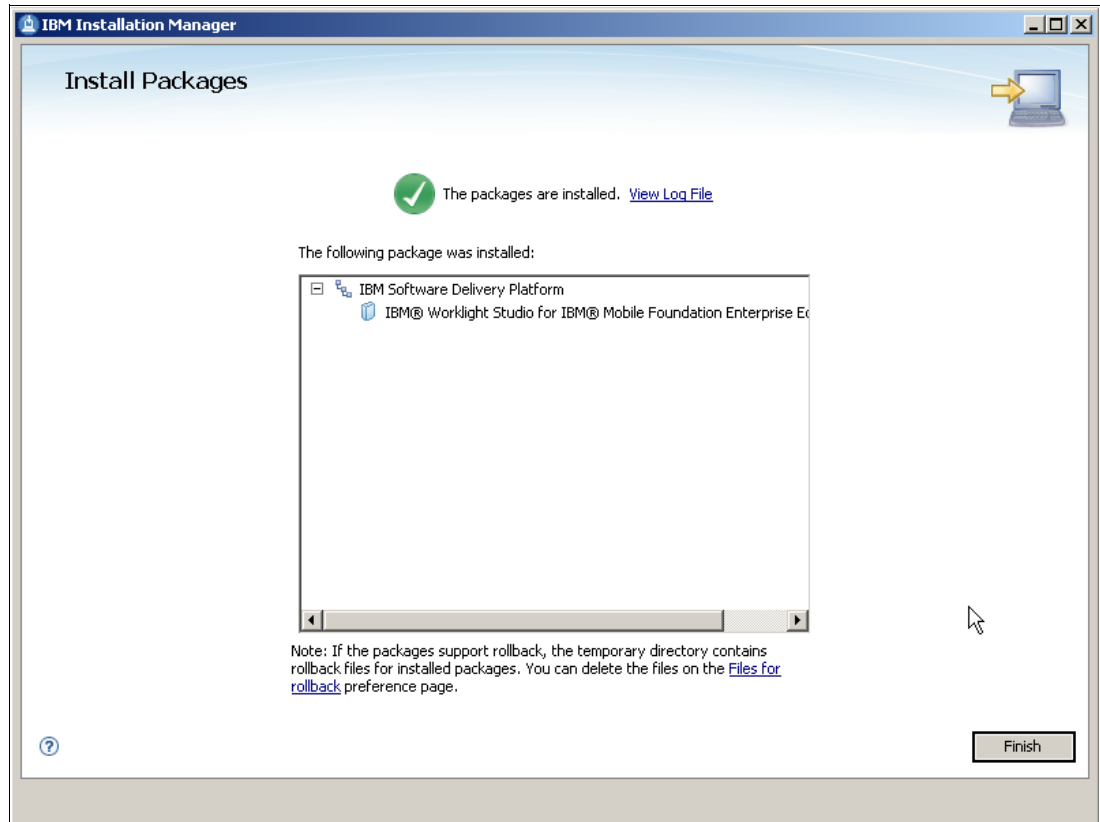 IBM Installation Manager
Install Packages
The packages are installed. View Log File
The following package was installed:
IBM Software Delivery Platform
IBM® Worklight Studio for IBM® Mobile Foundation Enterprise
Note: If the packages support rollback, the temporary directory contains
rollback files for installed packages. You can delete the files on the Files for
rollback preference page.
Finish